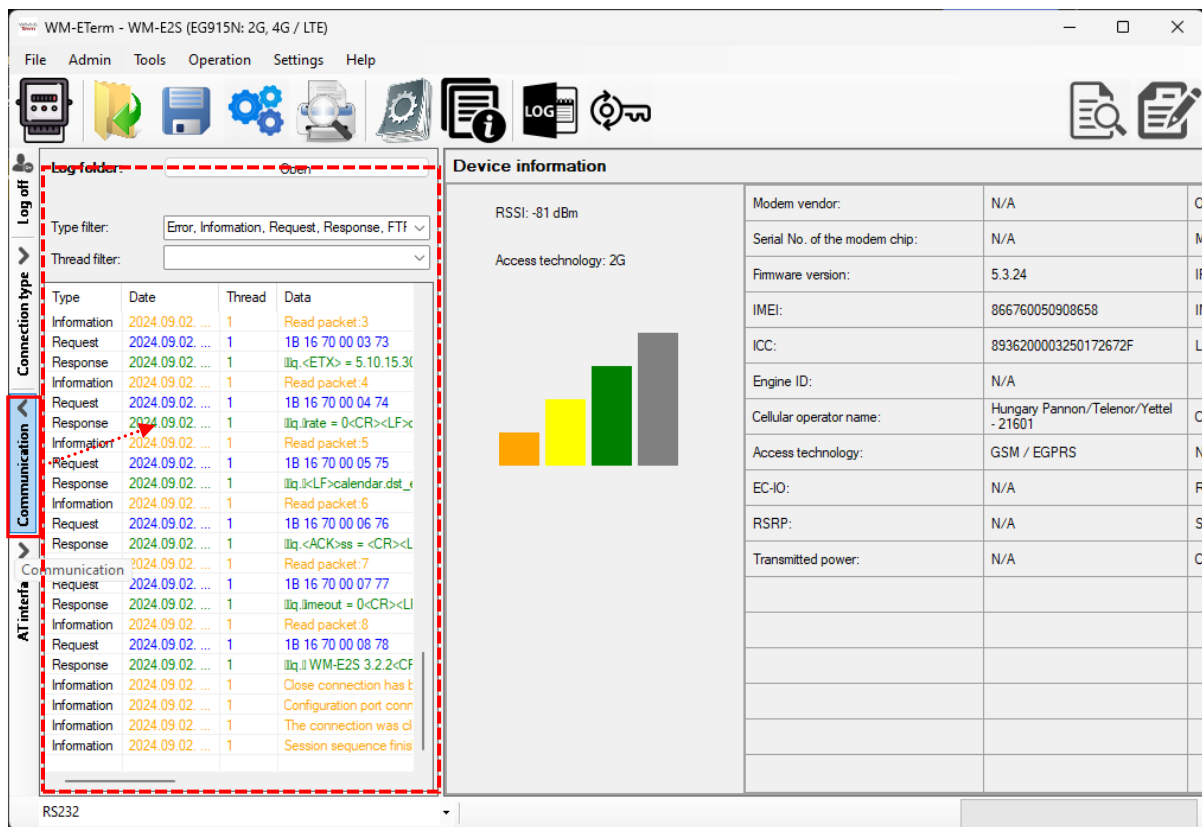 WM-ETerm - WM-E2S (EG915N: 2G, 4G / LTE)
File Admin Tools Operation Settings Help
LOG
Log off
Connection type
Communication
AT interfa
Communication
Log folder:
Open
Type filter: Error, Information, Request, Response, FTF
Thread filter:
Type Date Thread Data
Information 2024.09.02. ... 1 Read packet:3
Request 2024.09.02. ... 1 1B 16 70 00 03 73
Response 2024.09.02. ... 1 q.<ETX> = 5.10.15.30
Information 2024.09.02. ... 1 Read packet:4
Request 2024.09.02. ... 1 1B 16 70 00 04 74
Response 2024.09.02. ... 1 q. rate = 0<CR><LF>c
Information 2024.09.02. ... 1 Read packet:5
Request 2024.09.02. ... 1 1B 16 70 00 05 75
Response 2024.09.02. ... 1 q. <LF>calendar.dst_e
Information 2024.09.02. ... 1 Read packet:6
Request 2024.09.02. ... 1 1B 16 70 00 06 76
Response 2024.09.02. ... 1 q.<ACK>ss = <CR><L
2024.09.02. ... 1 Read packet:7
Request 2024.09.02. ... 1 1B 16 70 00 07 77
Response 2024.09.02. ... 1 q. imeout = 0<CR><LI
Information 2024.09.02. ... 1 Read packet:8
Request 2024.09.02. ... 1 1B 16 70 00 08 78
Response 2024.09.02. ... 1 q. WM-E2S 3.2.2<CF
Information 2024.09.02. ... 1 Close connection has b
Information 2024.09.02. ... 1 Configuration port conn
Information 2024.09.02. ... 1 The connection was cl
Information 2024.09.02. ... 1 Session sequence finis
RS232
Device information
RSSI: -81 dBm
Access technology: 2G
Modem vendor: N/A
Serial No. of the modem chip: N/A
Firmware version: 5.3.24
IMEI: 866760050908658
ICC: 8936200003250172672F
Engine ID: N/A
Cellular operator name: Hungary Pannon/Telenor/Yettel
- 21601
Access technology: GSM / EGPRS
EC-IO: N/A
RSRP: N/A
Transmitted power: N/A